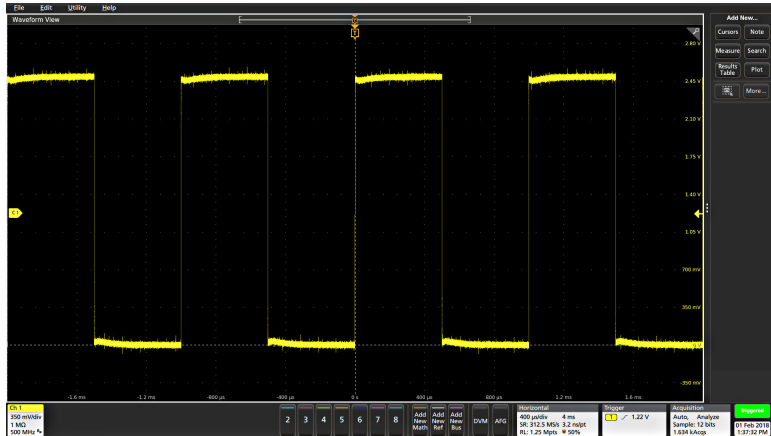 File Edit Utility Help
Waveform View
Add New...
Cursors Note
Measure Search
Results Table Plot
More...
T
2.80 V
2.45 V
2.10 V
1.75 V
1.40 V
C1
1.05 V
700 mV
350 mV
-350 mV
-1.6 ms -1.2 ms -800 µs -400 µs 0 s 400 µs 800 µs 1.2 ms 1.6 ms
Ch 1
350 mV/div
1 MΩ
500 MHz
2 3 4 5 6 7 8
Add New Math
Add New Ref
Add New Bus
DVM AFG
Horizontal
400 µs/div 4 ms
SR: 312.5 MS/s 3.2 ns/pt
RL: 1.25 Mpts 50%
Trigger
1 1.22 V
Acquisition
Auto, Analyze
Sample: 12 bits
1.634 kAcqs
Triggered
01 Feb 2018
1:37:32 PM